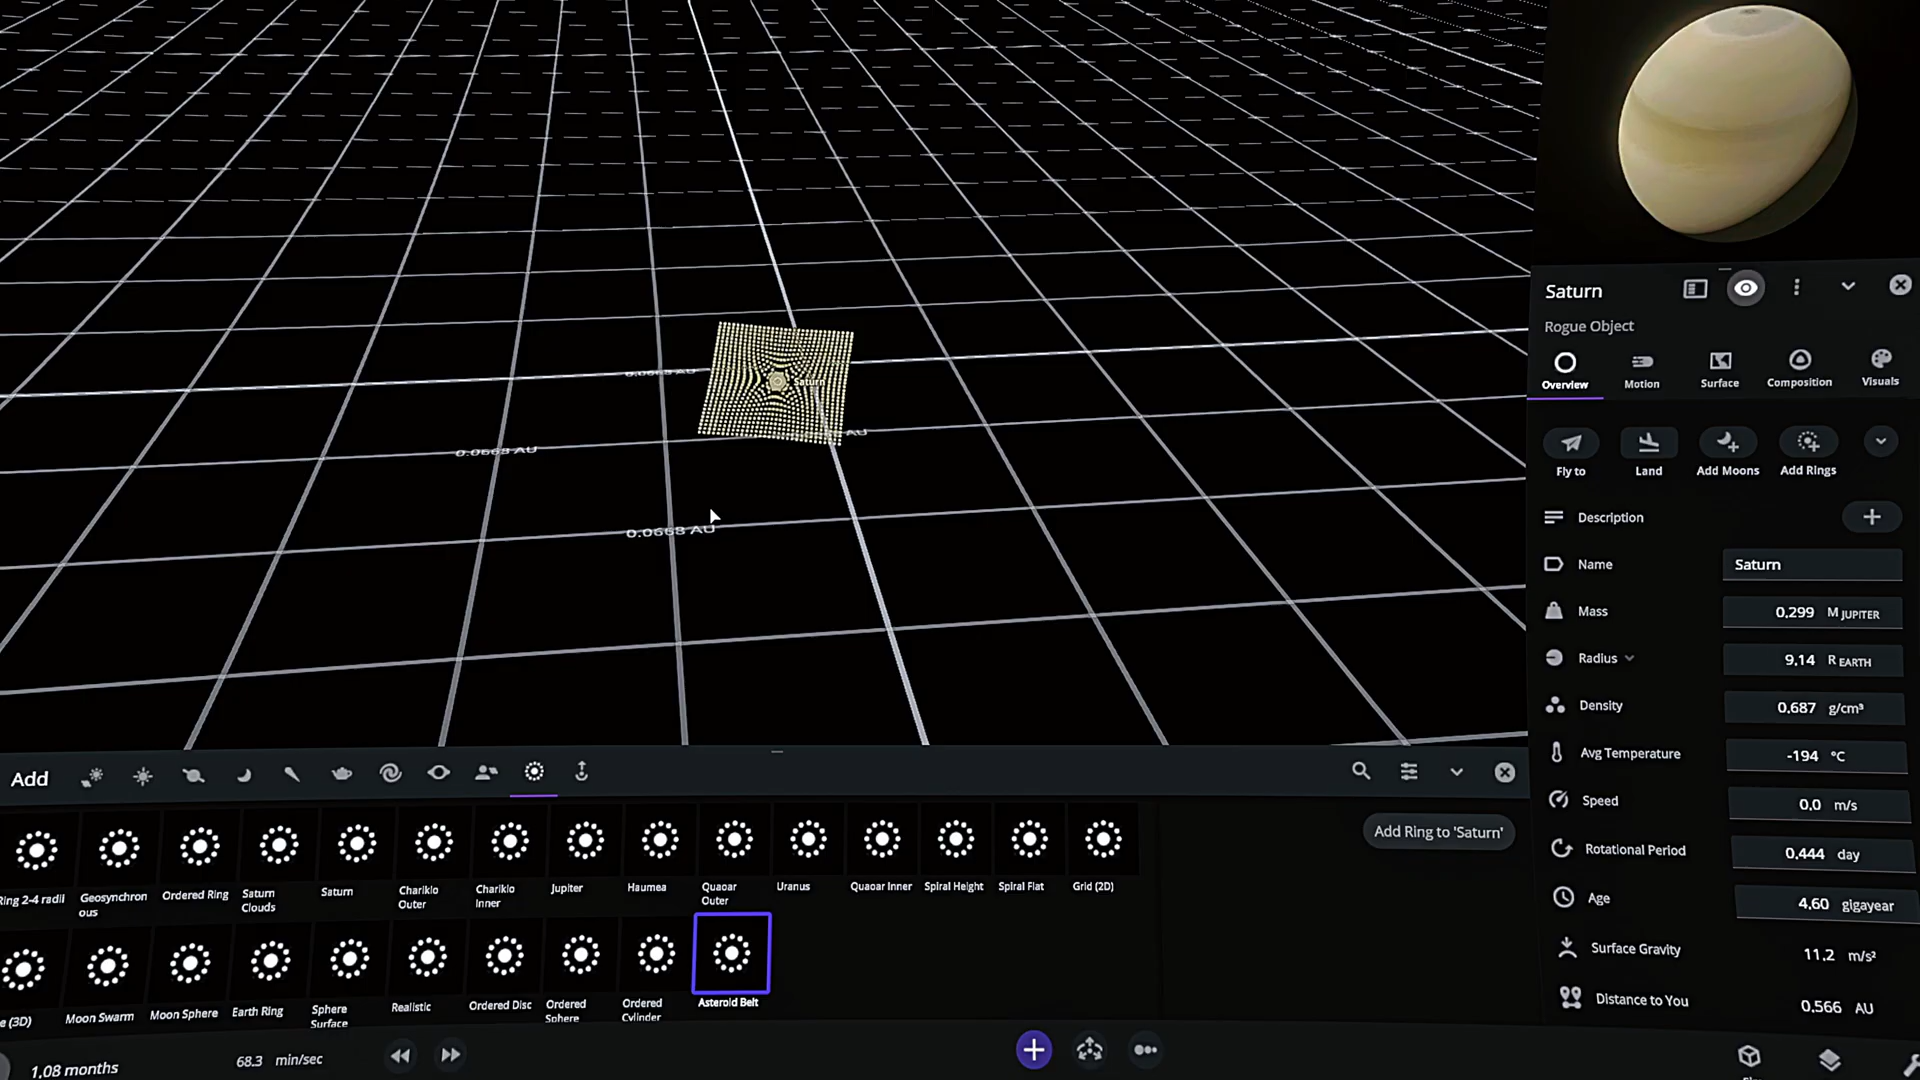 0.0668 AU
Saturn
AU
0.0668 AU
0.0668 AU
Saturn
Rogue Object
Overview
Motion
Surface
Composition
Visuals
Fly to
Land
Add Moons
Add Rings
Description
Name
Saturn
Mass
0.299 M JUPITER
Radius
9.14 R EARTH
Density
0.687 g/cm³
Avg Temperature
-194 °C
Speed
0.0 m/s
Rotational Period
0.444 day
Age
4.60 gigayear
Surface Gravity
11.2 m/s²
Distance to You
0.566 AU
Add
Add Ring to 'Saturn'
Ring 2-4 radii
Geosynchron
ous
Ordered Ring
Saturn
Clouds
Saturn
Chariklo
Outer
Chariklo
Inner
Jupiter
Haumea
Quaoar
Outer
Uranus
Quaoar Inner
Spiral Height
Spiral Flat
Grid (2D)
e (3D)
Moon Swarm
Moon Sphere
Earth Ring
Sphere
Surface
Realistic
Ordered Disc
Ordered
Sphere
Ordered
Cylinder
Asteroid Belt
1.08 months
68.3 min/sec